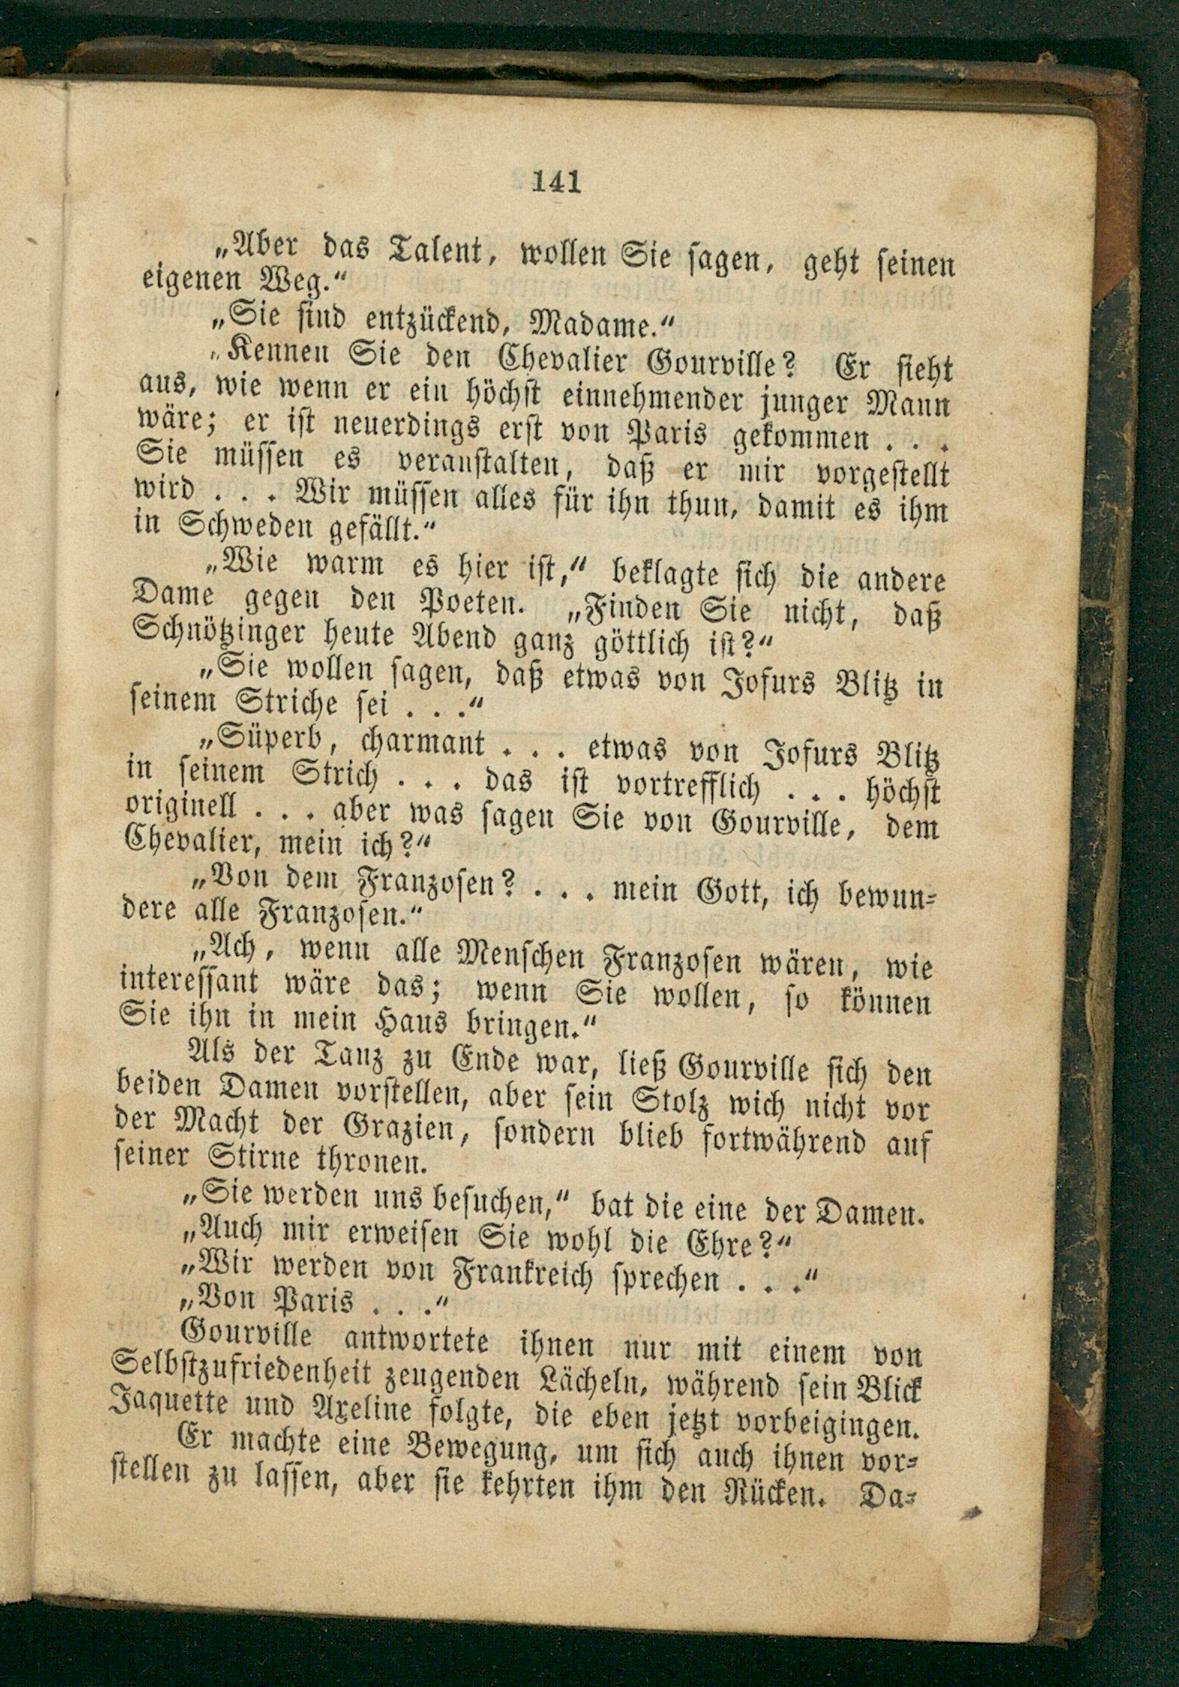 141
„Aber das Talent, wollen Sie sagen, geht seinen
eigenen Weg.“
„Sie sind entzückend, Madame.“
„Kennen Sie den Chevalier Gourville? Er sieht
aus, wie wenn er ein höchst einnehmender junger Mann
wäre; er ist neuerdings erst von Paris gekommen . . .
Sie müssen es veranstalten, daß er mir vorgestellt
wird . . . Wir müssen alles für ihn thun, damit es ihm
in Schweden gefällt.“
„Wie warm es hier ist,“ beklagte sich die andere
Dame gegen den Poeten. „Finden Sie nicht, daß
Schnötzinger heute Abend ganz göttlich ist?“
„Sie wollen sagen, daß etwas von Jofurs Blitz in
seinem Striche sei . . .“
„Süperb, charmant . . . etwas von Jofurs Blitz
in seinem Strich . . . das ist vortrefflich . . . höchst
originell . . . aber was sagen Sie von Gourville, dem
Chevalier, mein ich?“
„Von dem Franzosen? . . . mein Gott, ich bewun-
dere alle Franzosen.“
„Ach, wenn alle Menschen Franzosen wären, wie
interessant wäre das; wenn Sie wollen, so können
Sie ihn in mein Haus bringen.“
Als der Tanz zu Ende war, ließ Gourville sich den
beiden Damen vorstellen, aber sein Stolz wich nicht vor
der Macht der Grazien, sondern blieb fortwährend auf
seiner Stirne thronen.
„Sie werden uns besuchen,“ bat die eine der Damen.
„Auch mir erweisen Sie wohl die Ehre?“
„Wir werden von Frankreich sprechen . . .“
„Von Paris . . .“
Gourville antwortete ihnen nur mit einem von
Selbstzufriedenheit zeugenden Lächeln, während sein Blick
Jaquette und Axeline folgte, die eben jetzt vorbeigingen.
Er machte eine Bewegung, um sich auch ihnen vor-
stellen zu lassen, aber sie kehrten ihm den Rücken. Da-